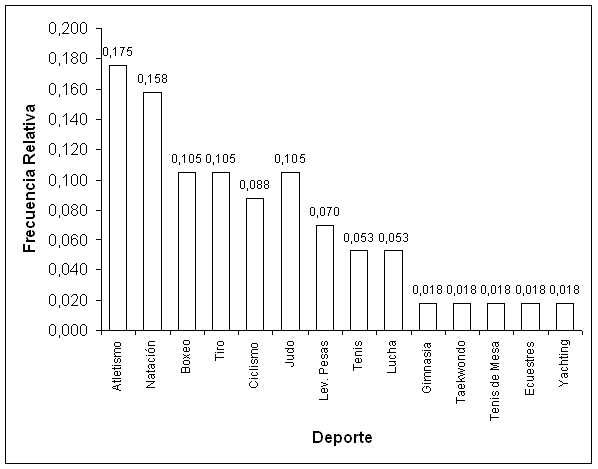 0,200
0,180
0,160
0,140
0,120
0,100
0,080
0,060
0,040
0,020
0,000
Frecuencia Relativa
0,175
0,158
0,105
0,105
0,088
0,105
0,070
0,053
0,053
0,018
0,018
0,018
0,018
0,018
Atletismo
Natación
Boxeo
Tiro
Ciclismo
Judo
Lev. Pesas
Tenis
Lucha
Gimnasia
Taekwondo
Tenis de Mesa
Ecuestres
Yachting
Deporte